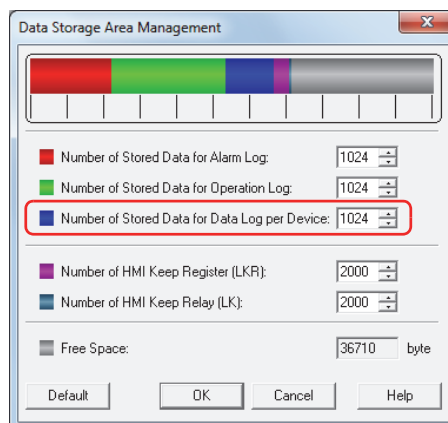 Data Storage Area Management
Number of Stored Data for Alarm Log: 1024
Number of Stored Data for Operation Log: 1024
Number of Stored Data for Data Log per Device: 1024
Number of HMI Keep Register (LKR): 2000
Number of HMI Keep Relay (LK): 2000
Free Space: 36710 byte
Default OK Cancel Help